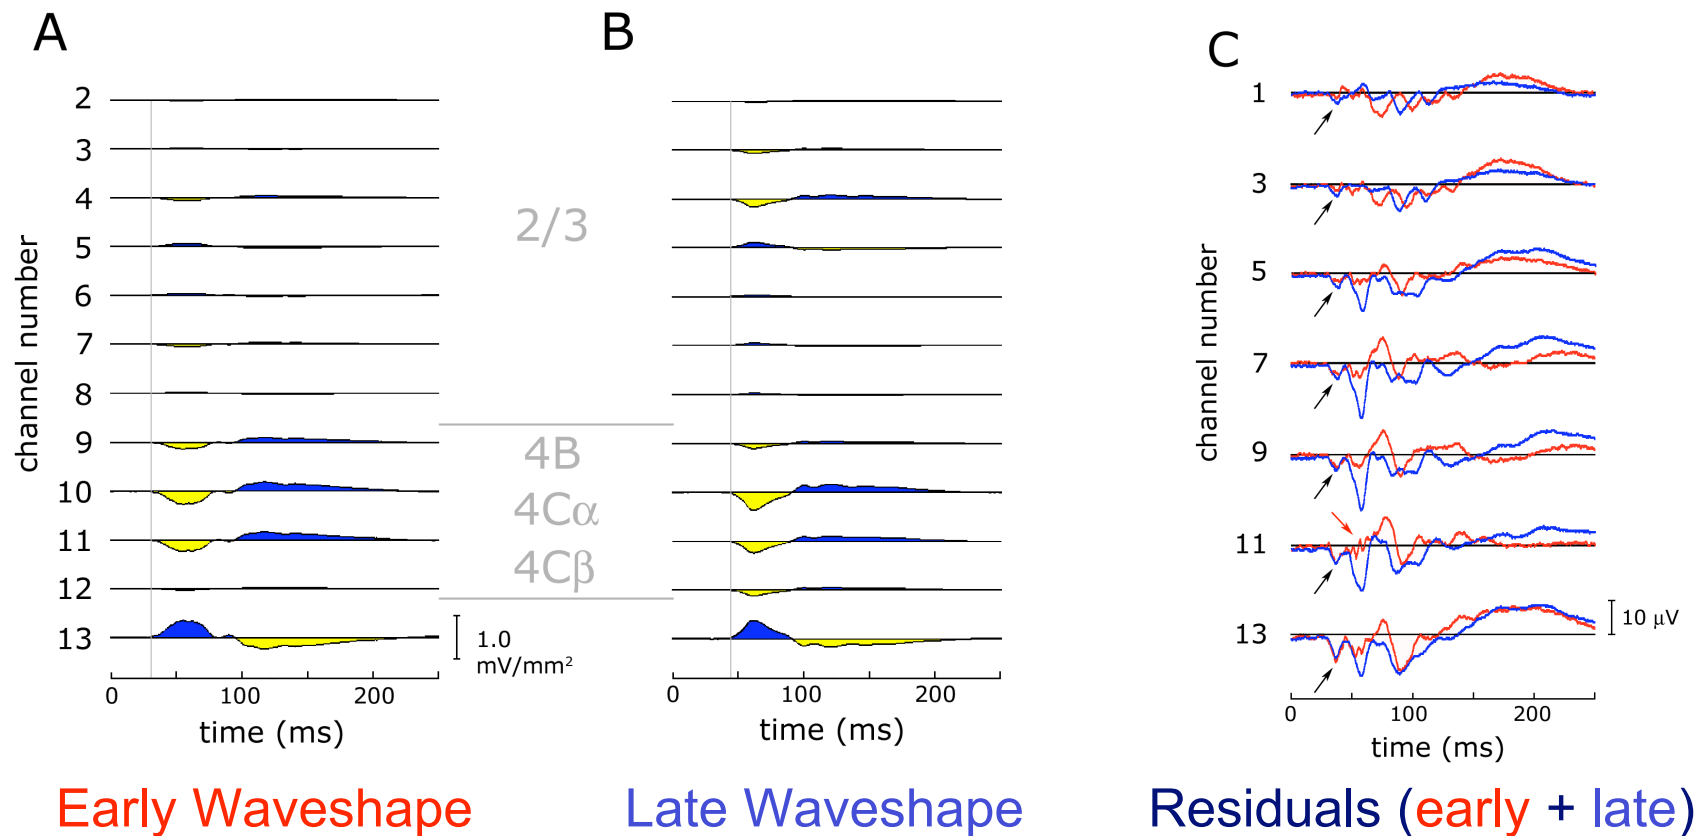 A
B
C
channel number
2
3
4
5
6
7
8
9
10
11
12
13
0
100
200
time (ms)
1.0
mV/mm²
2/3
4B
4Cα
4Cβ
0
100
200
time (ms)
channel number
1
3
5
7
9
11
13
10 μV
0
100
200
time (ms)
Early Waveshape
Late Waveshape
Residuals (early + late)